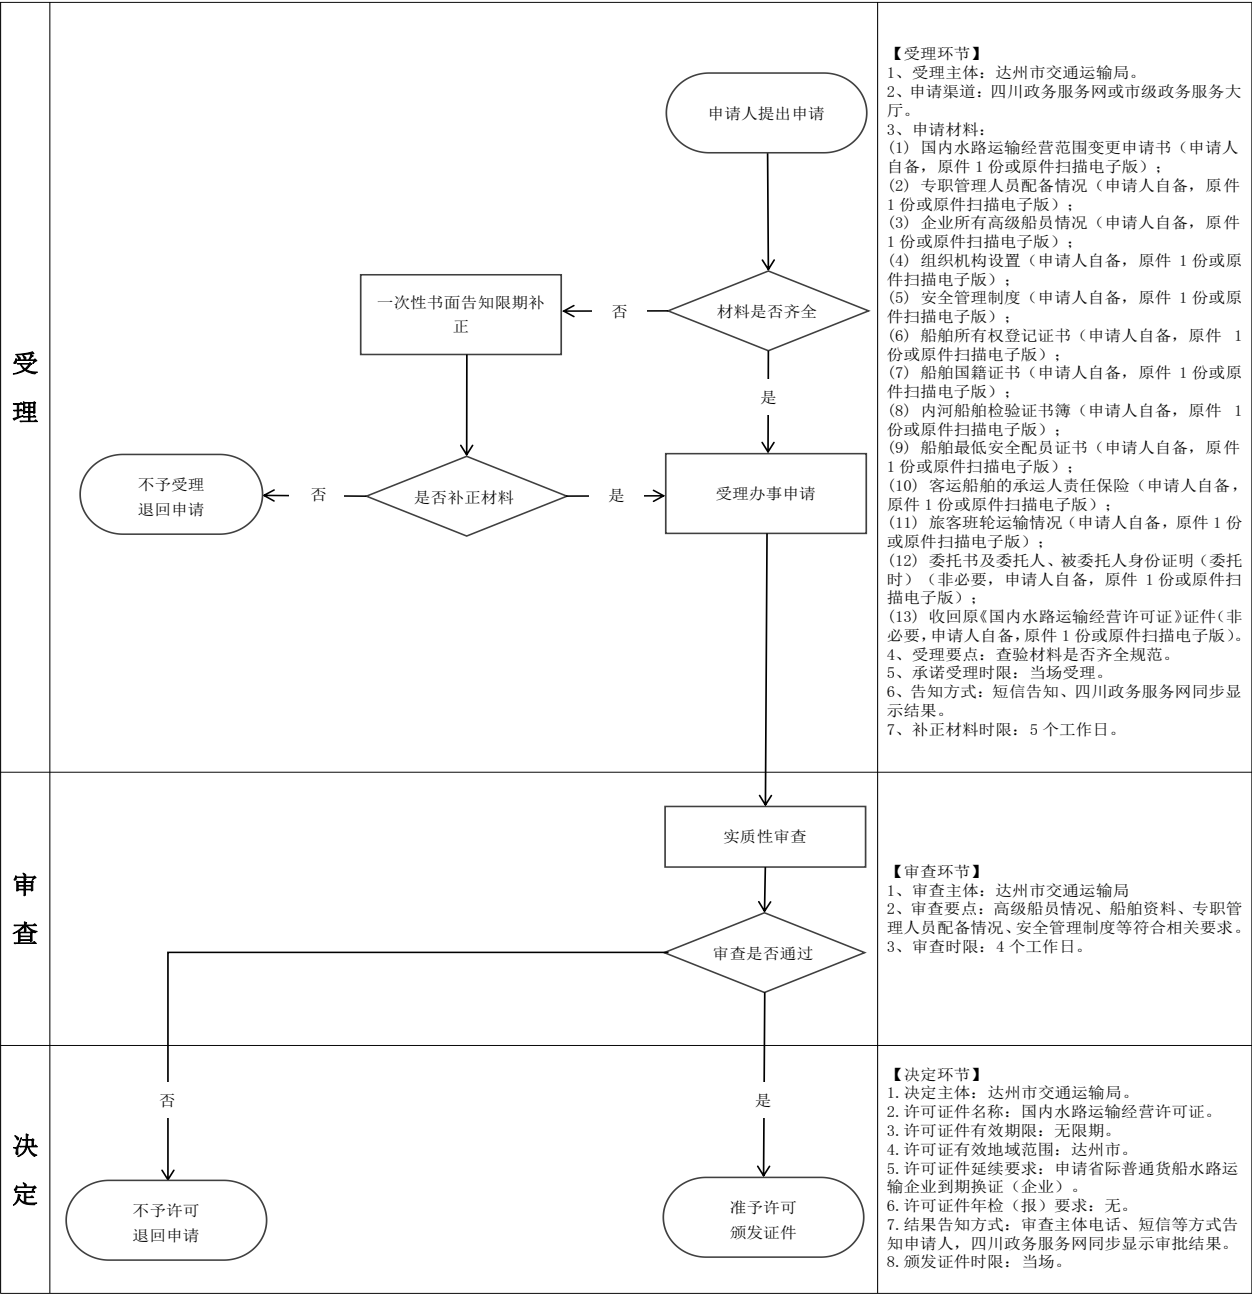 受
理
申请人提出申请
材料是否齐全
否
一次性书面告知限期补
正
是
是否补正材料
否
不予受理
退回申请
是
受理办事申请
【受理环节】
1、受理主体：达州市交通运输局。
2、申请渠道：四川政务服务网或市级政务服务大
厅。
3、申请材料：
(1) 国内水路运输经营范围变更申请书（申请人
自备，原件 1 份或原件扫描电子版）；
(2) 专职管理人员配备情况（申请人自备，原件
1 份或原件扫描电子版）；
(3) 企业所有高级船员情况（申请人自备，原件
1 份或原件扫描电子版）；
(4) 组织机构设置（申请人自备，原件 1 份或原
件扫描电子版）；
(5) 安全管理制度（申请人自备，原件 1 份或原
件扫描电子版）；
(6) 船舶所有权登记证书（申请人自备，原件 1
份或原件扫描电子版）；
(7) 船舶国籍证书（申请人自备，原件 1 份或原
件扫描电子版）；
(8) 内河船舶检验证书簿（申请人自备，原件 1
份或原件扫描电子版）；
(9) 船舶最低安全配员证书（申请人自备，原件
1 份或原件扫描电子版）；
(10) 客运船舶的承运人责任保险（申请人自备，
原件 1 份或原件扫描电子版）；
(11) 旅客班轮运输情况（申请人自备，原件 1 份
或原件扫描电子版）；
(12) 委托书及委托人、被委托人身份证明（委托
时）（非必要，申请人自备，原件 1 份或原件扫
描电子版）；
(13) 收回原《国内水路运输经营许可证》证件（非
必要，申请人自备，原件 1 份或原件扫描电子版）。
4、受理要点：查验材料是否齐全规范。
5、承诺受理时限：当场受理。
6、告知方式：短信告知、四川政务服务网同步显
示结果。
7、补正材料时限：5 个工作日。
审
查
实质性审查
审查是否通过
【审查环节】
1、审查主体：达州市交通运输局
2、审查要点：高级船员情况、船舶资料、专职管
理人员配备情况、安全管理制度等符合相关要求。
3、审查时限：4 个工作日。
决
定
否
不予许可
退回申请
是
准予许可
颁发证件
【决定环节】
1.决定主体：达州市交通运输局。
2.许可证件名称：国内水路运输经营许可证。
3.许可证件有效期限：无限期。
4.许可证有效地域范围：达州市。
5.许可证件延续要求：申请省际普通货船水路运
输企业到期换证（企业）。
6.许可证件年检（报）要求：无。
7.结果告知方式：审查主体电话、短信等方式告
知申请人，四川政务服务网同步显示审批结果。
8.颁发证件时限：当场。